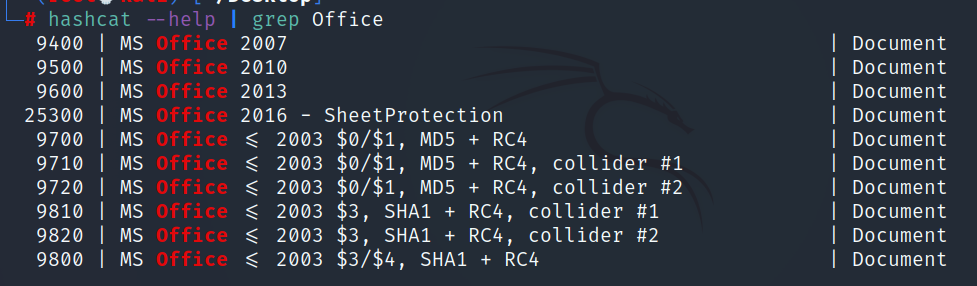 # hashcat --help | grep Office
9400 | MS Office 2007 | Document
9500 | MS Office 2010 | Document
9600 | MS Office 2013 | Document
25300 | MS Office 2016 - SheetProtection | Document
9700 | MS Office ≤ 2003 $0/$1, MD5 + RC4 | Document
9710 | MS Office ≤ 2003 $0/$1, MD5 + RC4, collider #1 | Document
9720 | MS Office ≤ 2003 $0/$1, MD5 + RC4, collider #2 | Document
9810 | MS Office ≤ 2003 $3, SHA1 + RC4, collider #1 | Document
9820 | MS Office ≤ 2003 $3, SHA1 + RC4, collider #2 | Document
9800 | MS Office ≤ 2003 $3/$4, SHA1 + RC4 | Document